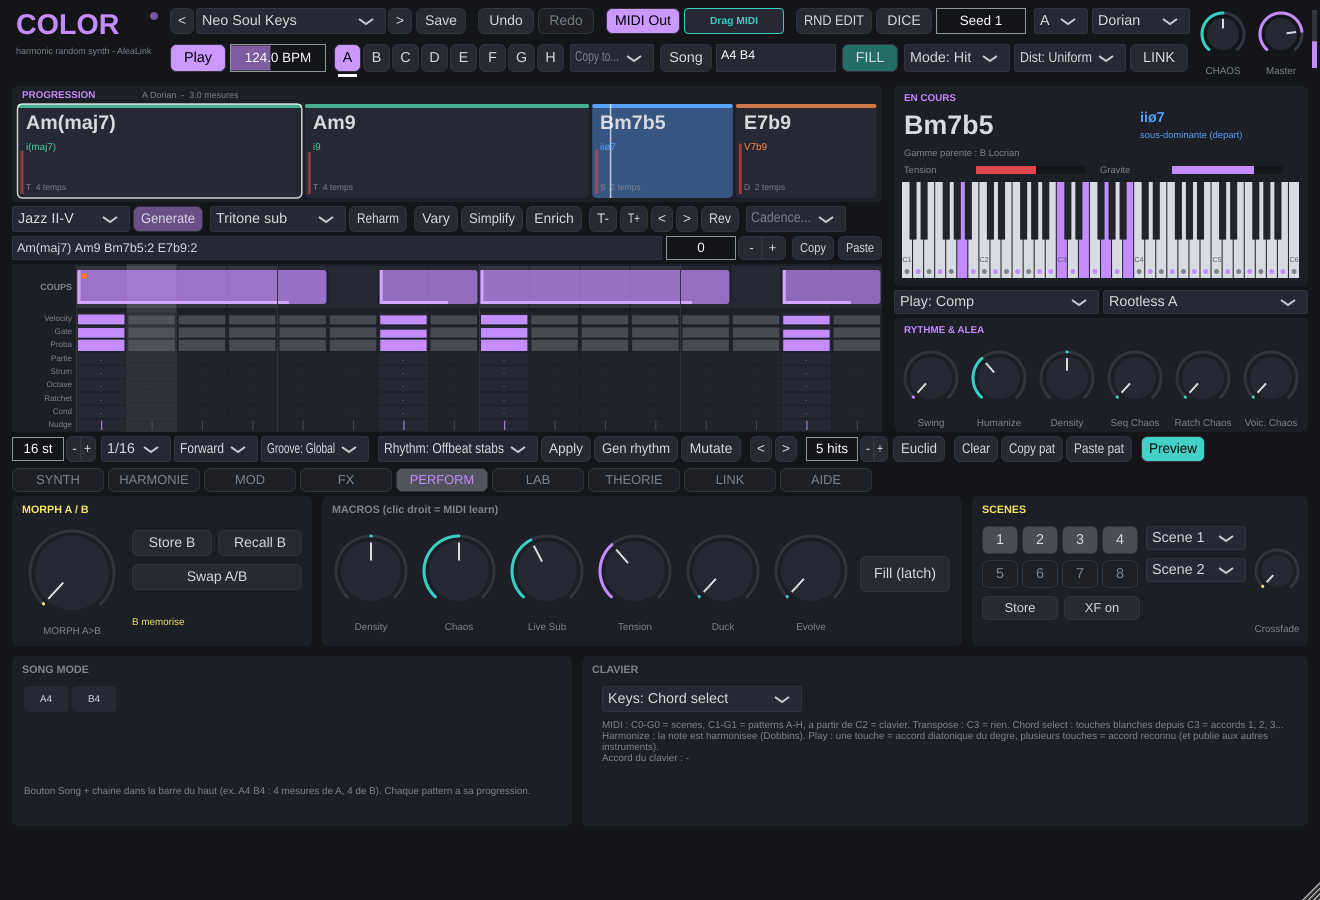 COLOR
harmonic random synth - AleaLink
< Neo Soul Keys > Save Undo Redo MIDI Out Drag MIDI RND EDIT DICE Seed 1 A Dorian
Play 124.0 BPM A B C D E F G H Copy to... Song A4 B4 FILL Mode: Hit Dist: Uniform LINK
CHAOS Master
PROGRESSION A Dorian - 3.0 mesures
Am(maj7) Am9 Bm7b5 E7b9
i(maj7) i9 iiø7 V7b9
T 4 temps T 4 temps S 2 temps D 2 temps
EN COURS
Bm7b5 iiø7
sous-dominante (depart)
Gamme parente : B Locrian
Tension Gravite
C1 C2 C3 C4 C5 C6
Jazz II-V Generate Tritone sub Reharm Vary Simplify Enrich T- T+ < > Rev Cadence...
Am(maj7) Am9 Bm7b5:2 E7b9:2 0 - + Copy Paste
Play: Comp Rootless A
COUPS
Velocity
Gate
Proba
Partie
Strum
Octave
Ratchet
Cond
Nudge
RYTHME & ALEA
Swing Humanize Density Seq Chaos Ratch Chaos Voic. Chaos
16 st - + 1/16 Forward Groove: Global Rhythm: Offbeat stabs Apply Gen rhythm Mutate < > 5 hits - + Euclid Clear Copy pat Paste pat Preview
SYNTH HARMONIE MOD FX PERFORM LAB THEORIE LINK AIDE
MORPH A / B
Store B Recall B
Swap A/B
B memorise
MORPH A>B
MACROS (clic droit = MIDI learn)
Fill (latch)
Density Chaos Live Sub Tension Duck Evolve
SCENES
1 2 3 4 Scene 1
5 6 7 8 Scene 2
Store XF on
Crossfade
SONG MODE
A4 B4
Bouton Song + chaine dans la barre du haut (ex. A4 B4 : 4 mesures de A, 4 de B). Chaque pattern a sa progression.
CLAVIER
Keys: Chord select
MIDI : C0-G0 = scenes, C1-G1 = patterns A-H, a partir de C2 = clavier. Transpose : C3 = rien. Chord select : touches blanches depuis C3 = accords 1, 2, 3...
Harmonize : la note est harmonisee (Dobbins). Play : une touche = accord diatonique du degre, plusieurs touches = accord reconnu (et publie aux autres
instruments).
Accord du clavier : -